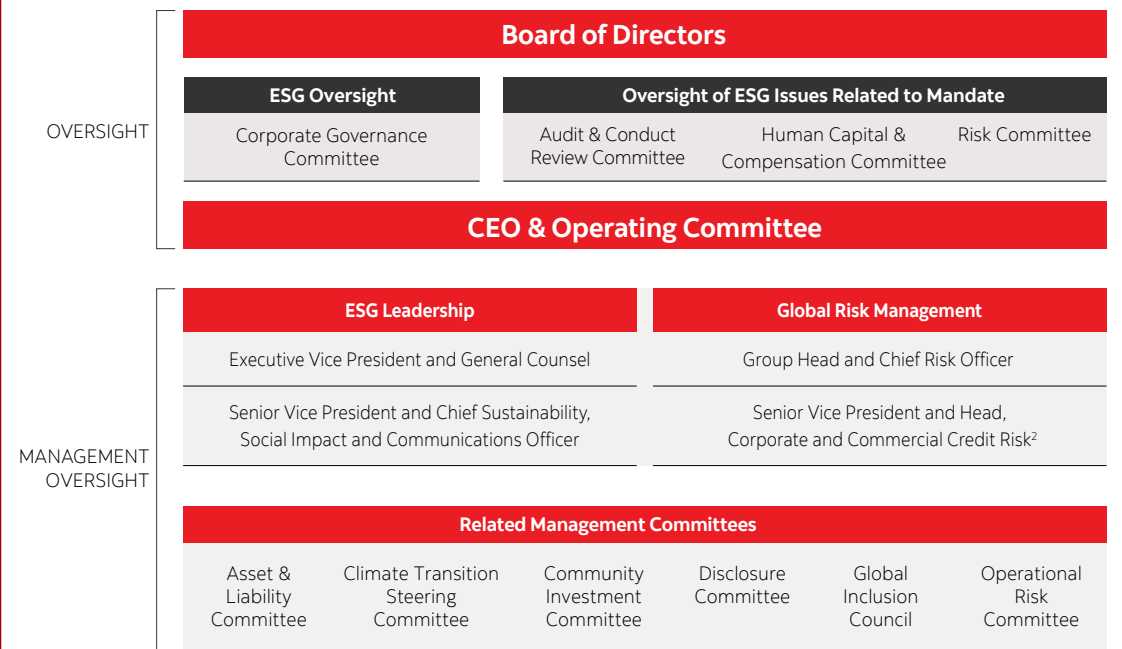 Board of Directors
OVERSIGHT
ESG Oversight
Corporate Governance
Committee
Oversight of ESG Issues Related to Mandate
Audit & Conduct
Review Committee
Human Capital &
Compensation Committee
Risk Committee
CEO & Operating Committee
MANAGEMENT
OVERSIGHT
ESG Leadership
Executive Vice President and General Counsel
Senior Vice President and Chief Sustainability,
Social Impact and Communications Officer
Global Risk Management
Group Head and Chief Risk Officer
Senior Vice President and Head,
Corporate and Commercial Credit Risk²
Related Management Committees
Asset &
Liability
Committee
Climate Transition
Steering
Committee
Community
Investment
Committee
Disclosure
Committee
Global
Inclusion
Council
Operational
Risk
Committee